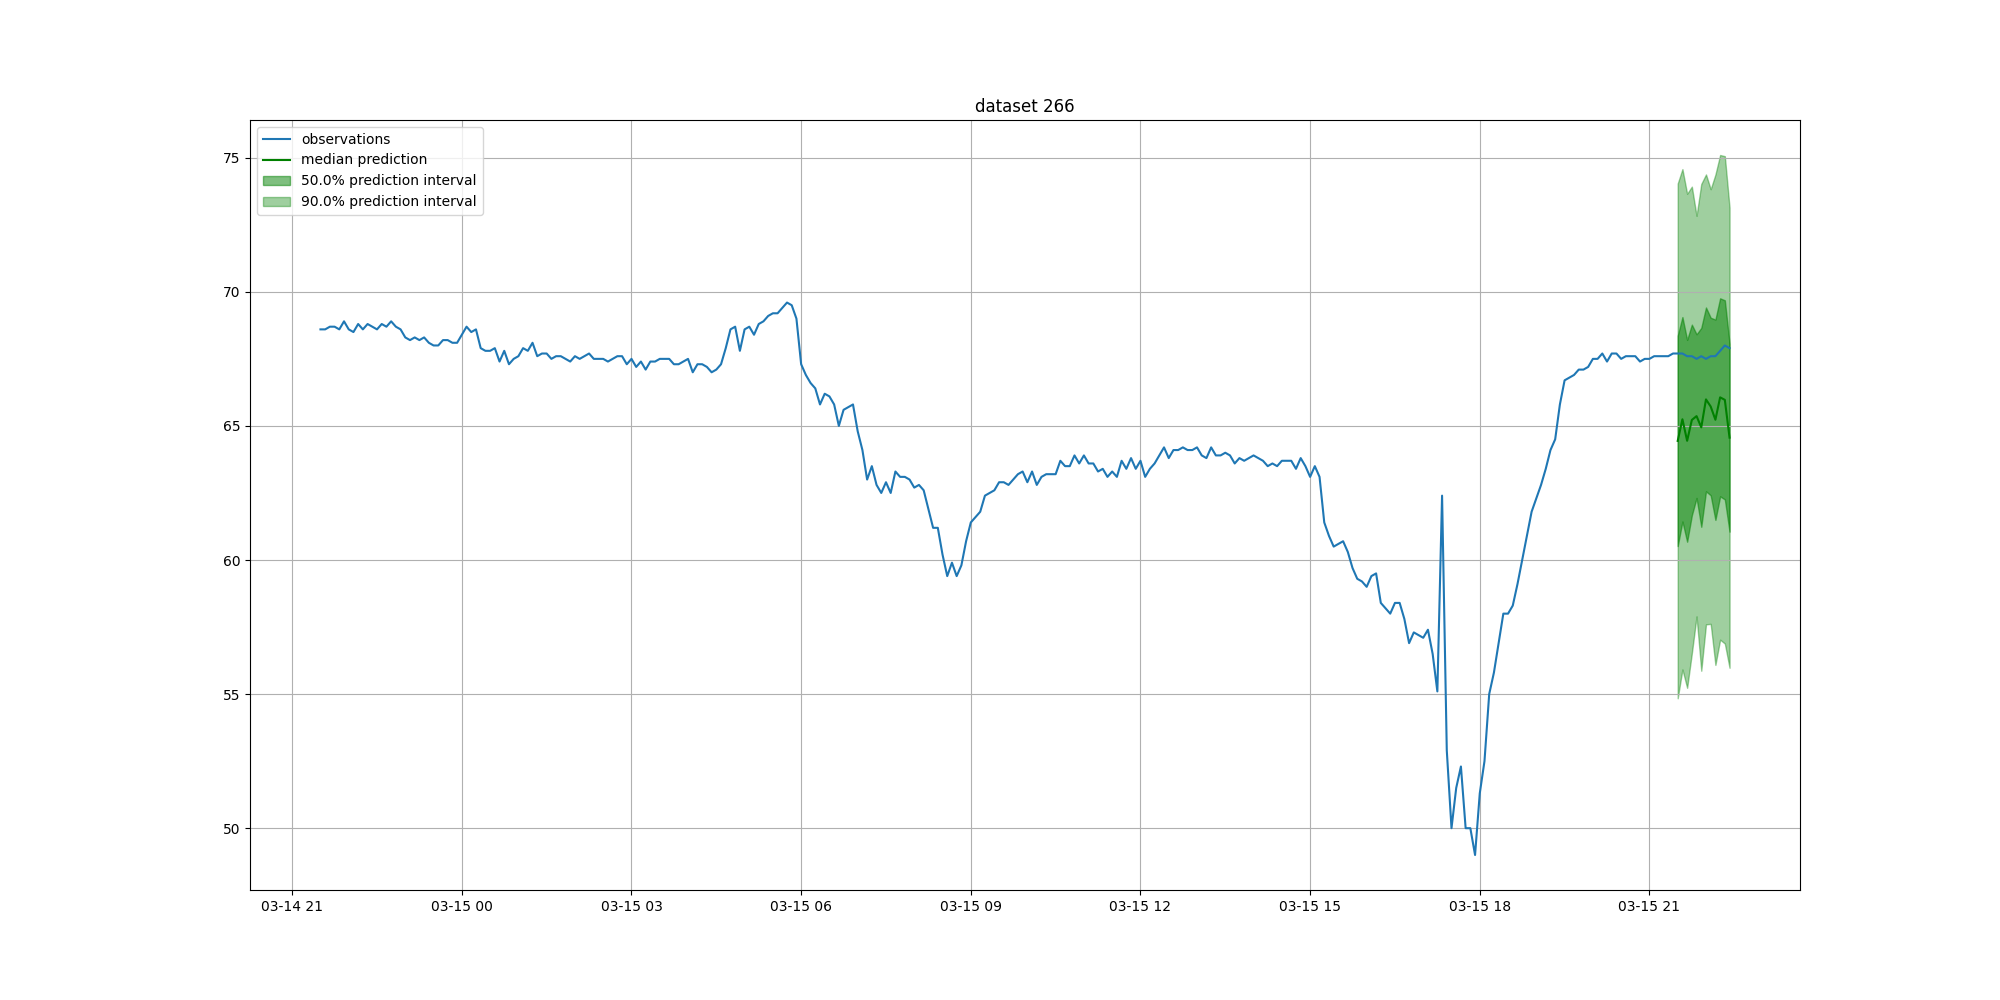 dataset 266
observations
median prediction
50.0% prediction interval
90.0% prediction interval
75
70
65
60
55
50
03-14 21 03-15 00 03-15 03 03-15 06 03-15 09 03-15 12 03-15 15 03-15 18 03-15 21